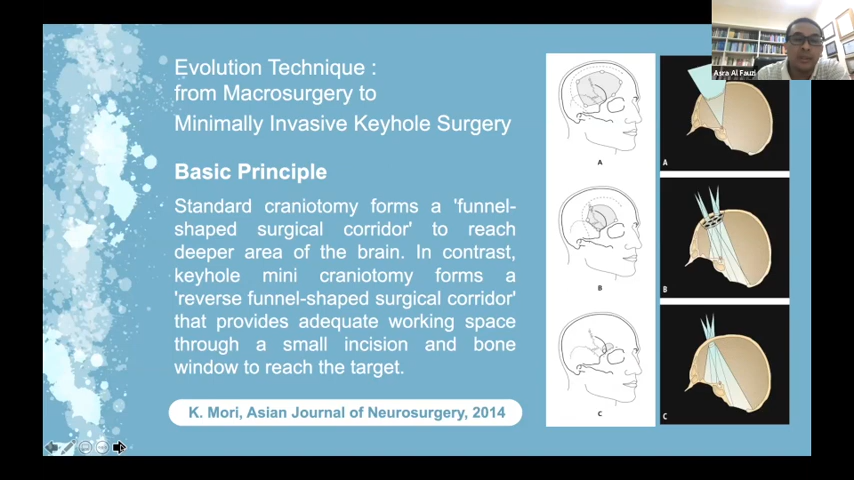 Evolution Technique :
from Macrosurgery to
Minimally Invasive Keyhole Surgery
Basic Principle
Standard craniotomy forms a 'funnel-
shaped surgical corridor' to reach
deeper area of the brain. In contrast,
keyhole mini craniotomy forms a
'reverse funnel-shaped surgical corridor'
that provides adequate working space
through a small incision and bone
window to reach the target.
K. Mori, Asian Journal of Neurosurgery, 2014
A
B
C
A
B
C
Asra Al Fauzi